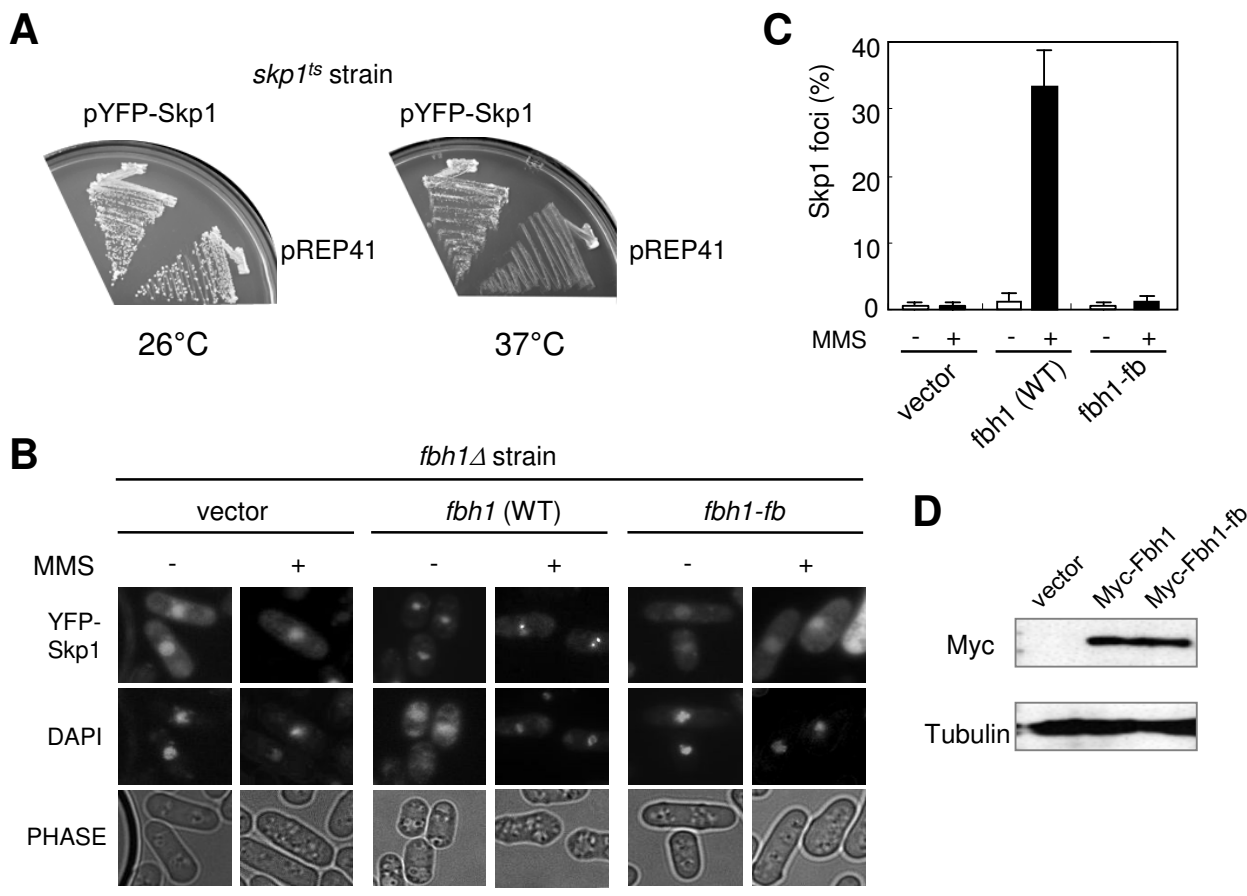 A
skp1ts strain
pYFP-Skp1
pYFP-Skp1
pREP41
pREP41
26°C
37°C
C
Skp1 foci (%)
40
30
20
10
0
MMS - + - + - +
vector
fbh1 (WT)
fbh1-fb
B
fbh1Δ strain
vector
fbh1 (WT)
fbh1-fb
MMS - + - + - +
YFP-
Skp1
DAPI
PHASE
D
vector
Myc-Fbh1
Myc-Fbh1-fb
Myc
Tubulin